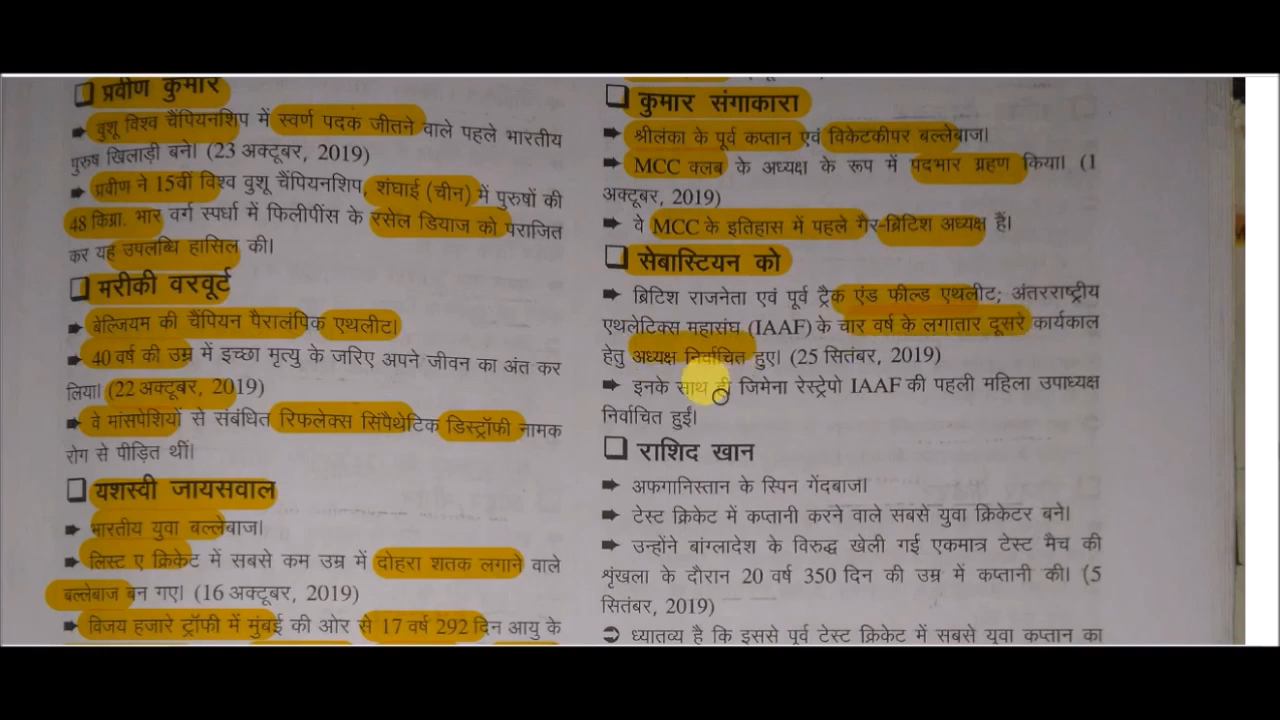 ❑ प्रवीण कुमार
➡ वुशू विश्व चैंपियनशिप में स्वर्ण पदक जीतने वाले पहले भारतीय
पुरुष खिलाड़ी बने। (23 अक्टूबर, 2019)
➡ प्रवीण ने 15वीं विश्व वुशू चैंपियनशिप, शंघाई (चीन) में पुरुषों की
48 किग्रा. भार वर्ग स्पर्धा में फिलीपींस के रसेल डियाज को पराजित
कर यह उपलब्धि हासिल की।
❑ मरीकी वरवूर्ट
➡ बेल्जियम की चैंपियन पैरालंपिक एथलीट।
➡ 40 वर्ष की उम्र में इच्छा मृत्यु के जरिए अपने जीवन का अंत कर
लिया। (22 अक्टूबर, 2019)
➡ वे मांसपेशियों से संबंधित रिफलेक्स सिंपैथेटिक डिस्ट्रॉफी नामक
रोग से पीड़ित थीं।
❑ यशस्वी जायसवाल
➡ भारतीय युवा बल्लेबाज।
➡ लिस्ट ए क्रिकेट में सबसे कम उम्र में दोहरा शतक लगाने वाले
बल्लेबाज बन गए। (16 अक्टूबर, 2019)
➡ विजय हजारे ट्रॉफी में मुंबई की ओर से 17 वर्ष 292 दिन आयु के
❑ कुमार संगाकारा
➡ श्रीलंका के पूर्व कप्तान एवं विकेटकीपर बल्लेबाज।
➡ MCC क्लब के अध्यक्ष के रूप में पदभार ग्रहण किया। (1
अक्टूबर, 2019)
➡ वे MCC के इतिहास में पहले गैर-ब्रिटिश अध्यक्ष हैं।
❑ सेबास्टियन को
➡ ब्रिटिश राजनेता एवं पूर्व ट्रैक एंड फील्ड एथलीट; अंतरराष्ट्रीय
एथलेटिक्स महासंघ (IAAF) के चार वर्ष के लगातार दूसरे कार्यकाल
हेतु अध्यक्ष निर्वाचित हुए। (25 सितंबर, 2019)
➡ इनके साथ ही जिमेना रेस्ट्रेपो IAAF की पहली महिला उपाध्यक्ष
निर्वाचित हुईं।
❑ राशिद खान
➡ अफगानिस्तान के स्पिन गेंदबाज।
➡ टेस्ट क्रिकेट में कप्तानी करने वाले सबसे युवा क्रिकेटर बने।
➡ उन्होंने बांग्लादेश के विरुद्ध खेली गई एकमात्र टेस्ट मैच की
शृंखला के दौरान 20 वर्ष 350 दिन की उम्र में कप्तानी की। (5
सितंबर, 2019)
➲ ध्यातव्य है कि इससे पूर्व टेस्ट क्रिकेट में सबसे युवा कप्तान का